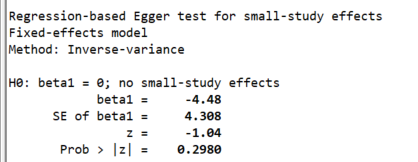 Regression-based Egger test for small-study effects
Fixed-effects model
Method: Inverse-variance
H0: beta1 = 0; no small-study effects
beta1 = -4.48
SE of beta1 = 4.308
z = -1.04
Prob > |z| = 0.2980